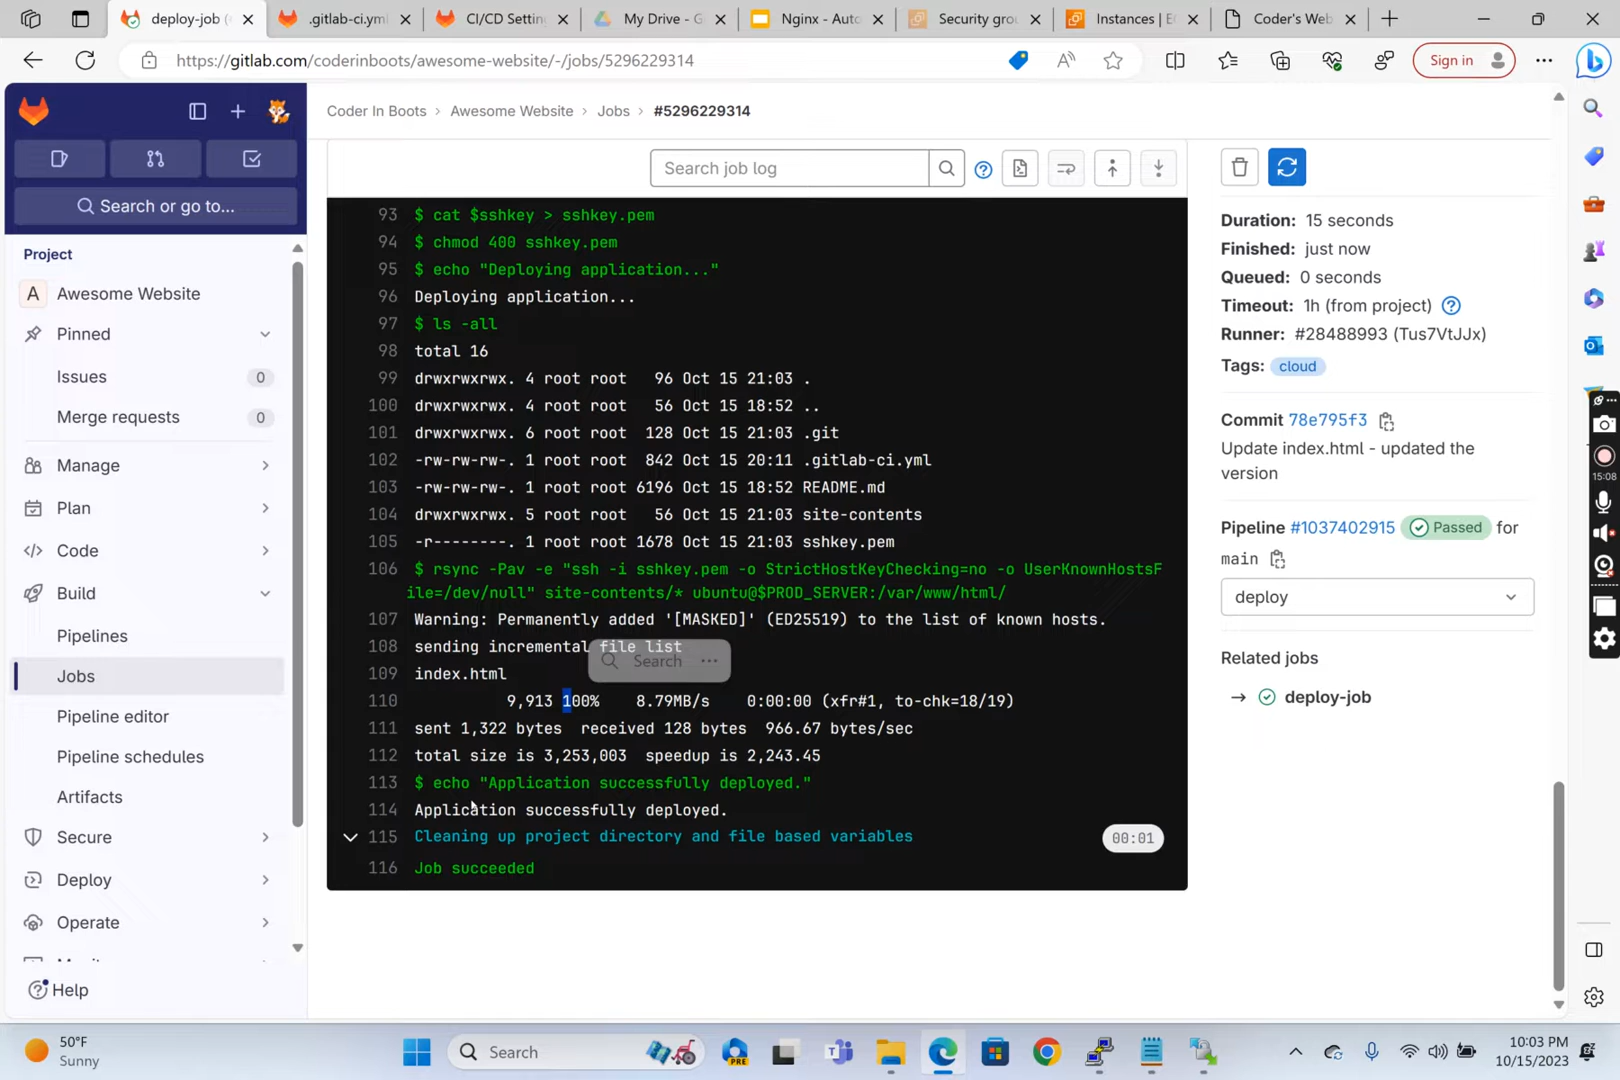 deploy-job (
.gitlab-ci.yml
CI/CD Settin
My Drive - G
Nginx - Auto
Security grou
Instances | E
Coder's Web
https://gitlab.com/coderinboots/awesome-website/-/jobs/5296229314
Sign in
Coder In Boots > Awesome Website > Jobs > #5296229314
Search or go to...
Search job log
Project
A Awesome Website
Pinned
Issues 0
Merge requests 0
Manage
Plan
Code
Build
Pipelines
Jobs
Pipeline editor
Pipeline schedules
Artifacts
Secure
Deploy
Operate
Help
93 $ cat $sshkey > sshkey.pem
94 $ chmod 400 sshkey.pem
95 $ echo "Deploying application..."
96 Deploying application...
97 $ ls -all
98 total 16
99 drwxrwxrwx. 4 root root 96 Oct 15 21:03 .
100 drwxrwxrwx. 4 root root 56 Oct 15 18:52 ..
101 drwxrwxrwx. 6 root root 128 Oct 15 21:03 .git
102 -rw-rw-rw-. 1 root root 842 Oct 15 20:11 .gitlab-ci.yml
103 -rw-rw-rw-. 1 root root 6196 Oct 15 18:52 README.md
104 drwxrwxrwx. 5 root root 56 Oct 15 21:03 site-contents
105 -r--------. 1 root root 1678 Oct 15 21:03 sshkey.pem
106 $ rsync -Pav -e "ssh -i sshkey.pem -o StrictHostKeyChecking=no -o UserKnownHostsF
ile=/dev/null" site-contents/* ubuntu@$PROD_SERVER:/var/www/html/
107 Warning: Permanently added '[MASKED]' (ED25519) to the list of known hosts.
108 sending incremental file list
Search
109 index.html
110 9,913 100% 8.79MB/s 0:00:00 (xfr#1, to-chk=18/19)
111 sent 1,322 bytes received 128 bytes 966.67 bytes/sec
112 total size is 3,253,003 speedup is 2,243.45
113 $ echo "Application successfully deployed."
114 Application successfully deployed.
115 Cleaning up project directory and file based variables 00:01
116 Job succeeded
Duration: 15 seconds
Finished: just now
Queued: 0 seconds
Timeout: 1h (from project)
Runner: #28488993 (Tus7VtJJx)
Tags: cloud
Commit 78e795f3
Update index.html - updated the
version
Pipeline #1037402915 Passed for
main
deploy
Related jobs
→ deploy-job
15:08
50°F
Sunny
Search
PRE
10:03 PM
10/15/2023